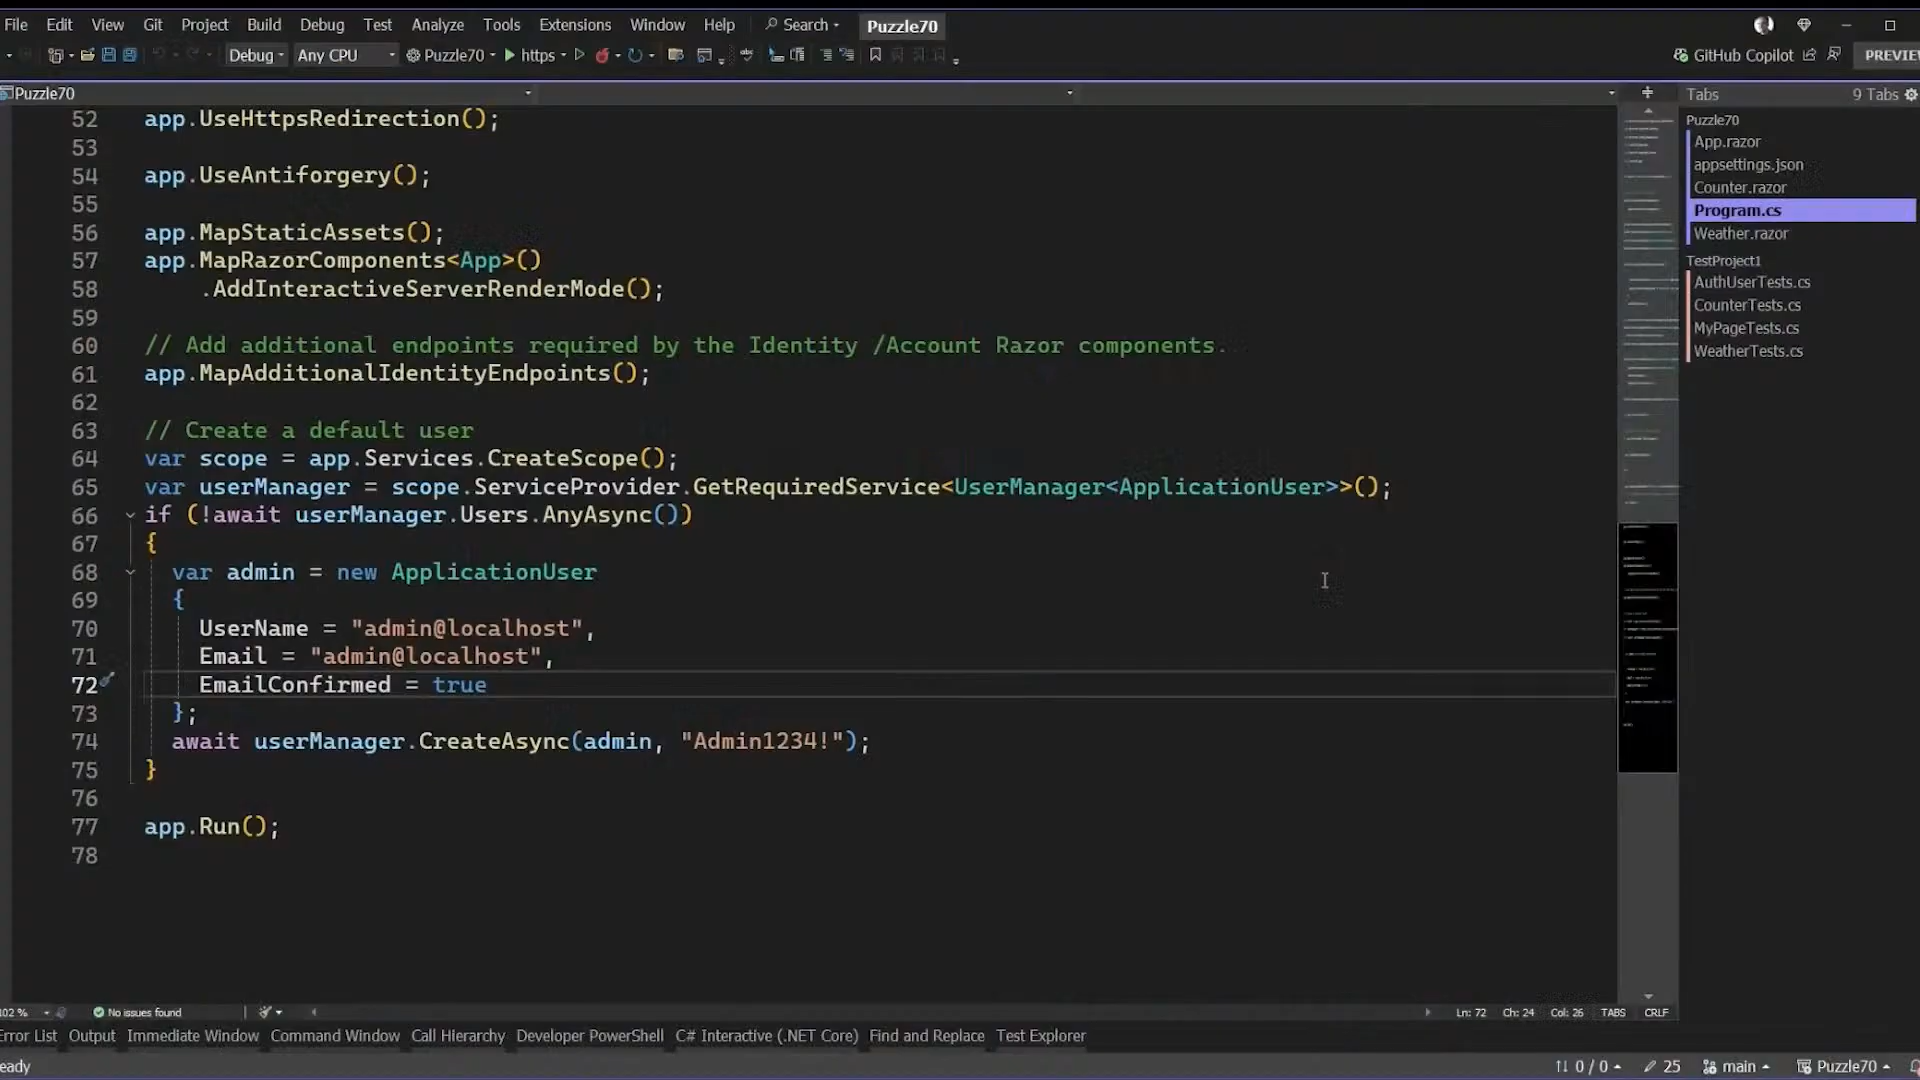 File Edit View Git Project Build Debug Test Analyze Tools Extensions Window Help Search Puzzle70
Debug Any CPU Puzzle70 https GitHub Copilot
Puzzle70
Tabs 9 Tabs
52 app.UseHttpsRedirection();
53
54 app.UseAntiforgery();
55
56 app.MapStaticAssets();
57 app.MapRazorComponents<App>()
58 .AddInteractiveServerRenderMode();
59
60 // Add additional endpoints required by the Identity /Account Razor components.
61 app.MapAdditionalIdentityEndpoints();
62
63 // Create a default user
64 var scope = app.Services.CreateScope();
65 var userManager = scope.ServiceProvider.GetRequiredService<UserManager<ApplicationUser>>();
66 if (!await userManager.Users.AnyAsync())
67 {
68 var admin = new ApplicationUser
69 {
70 UserName = "admin@localhost",
71 Email = "admin@localhost",
72 EmailConfirmed = true
73 };
74 await userManager.CreateAsync(admin, "Admin1234!");
75 }
76
77 app.Run();
78
Puzzle70
App.razor
appsettings.json
Counter.razor
Program.cs
Weather.razor
TestProject1
AuthUserTests.cs
CounterTests.cs
MyPageTests.cs
WeatherTests.cs
No issues found Ln: 72 Ch: 24 Col: 26 TABS CRLF
List Output Immediate Window Command Window Call Hierarchy Developer PowerShell C# Interactive (.NET Core) Find and Replace Test Explorer
0 / 0 25 main Puzzle70